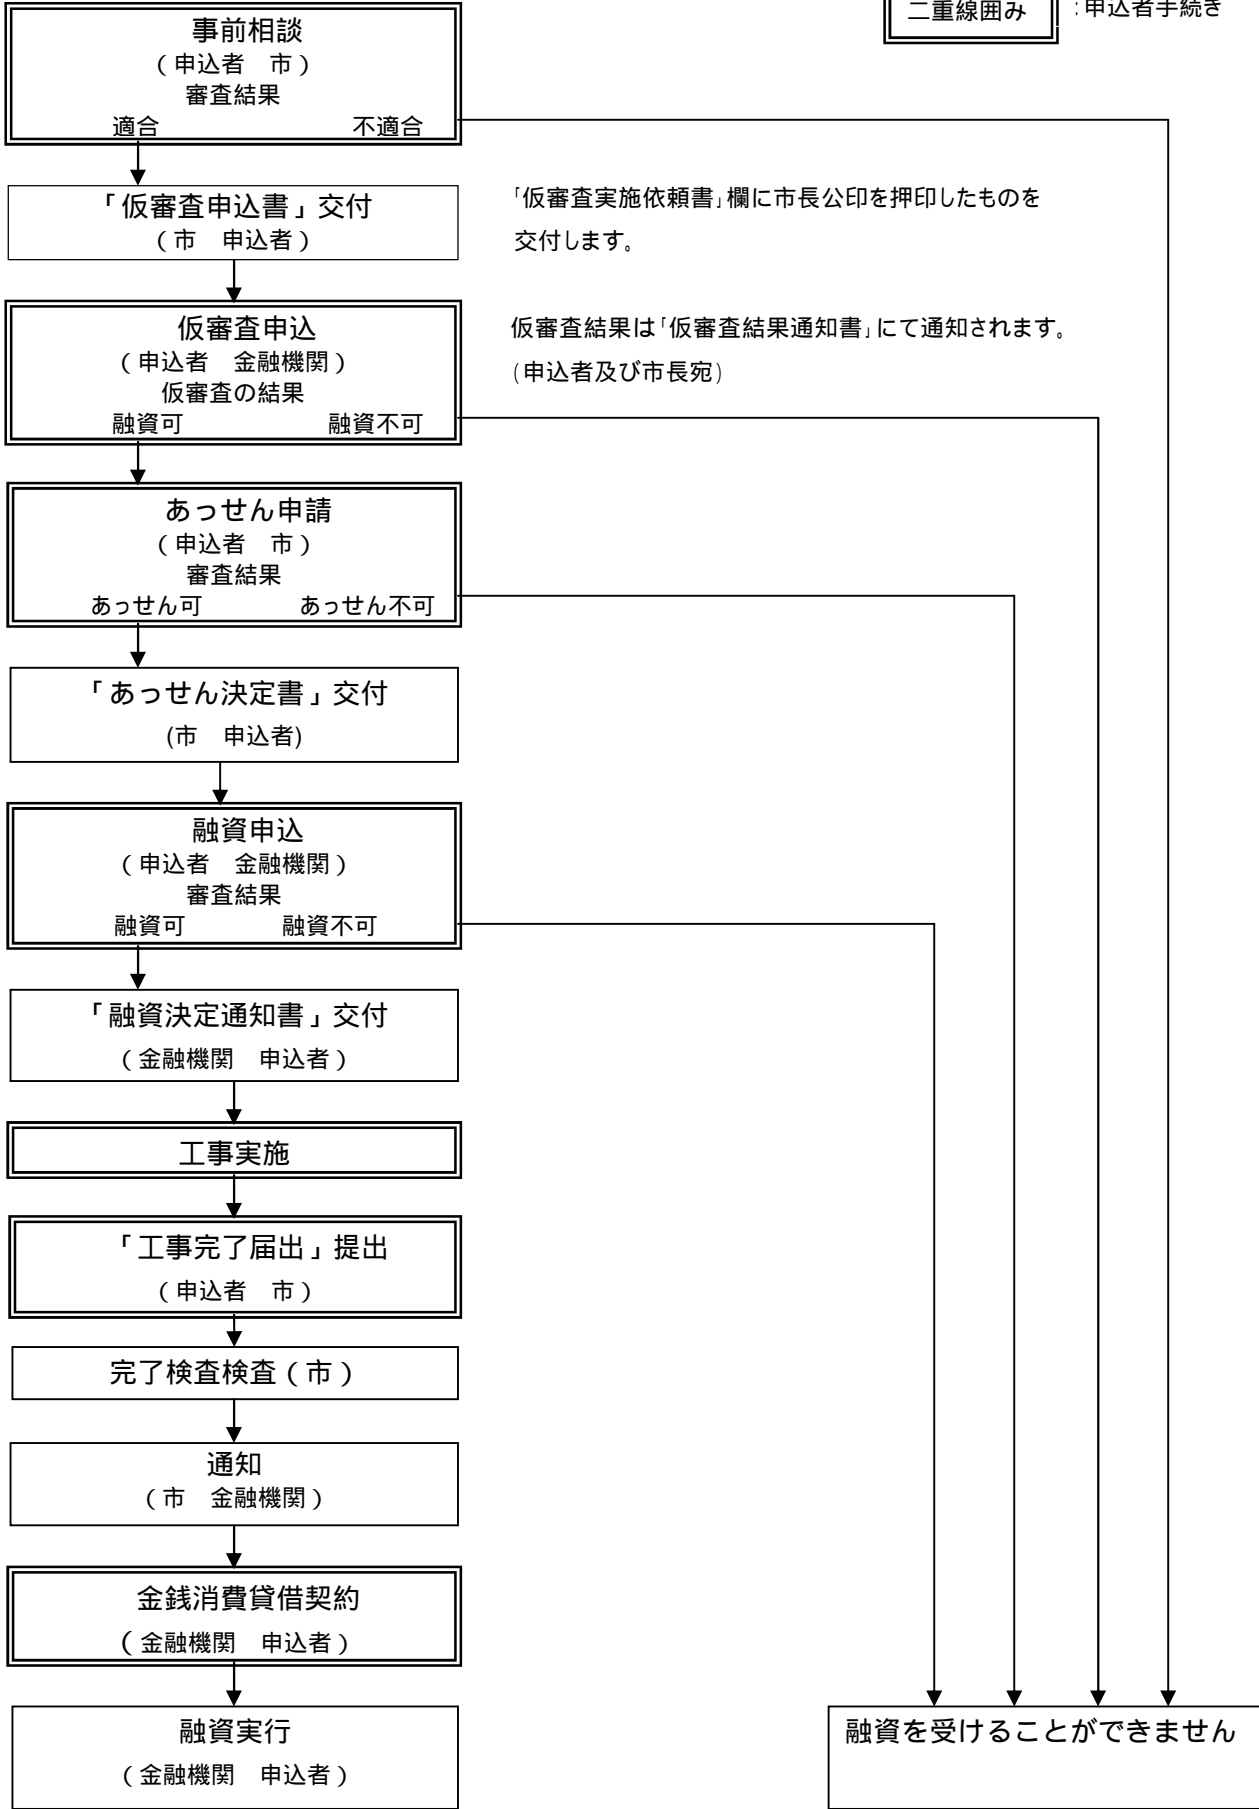 二重線囲み　:申込者手続き
事前相談
（申込者　市）
審査結果
適合　不適合
「仮審査申込書」交付
（市　申込者）
「仮審査実施依頼書」欄に市長公印を押印したものを
交付します。
仮審査申込
（申込者　金融機関）
仮審査の結果
融資可　融資不可
仮審査結果は「仮審査結果通知書」にて通知されます。
(申込者及び市長宛)
あっせん申請
（申込者　市）
審査結果
あっせん可　あっせん不可
「あっせん決定書」交付
(市　申込者)
融資申込
（申込者　金融機関）
審査結果
融資可　融資不可
「融資決定通知書」交付
（金融機関　申込者）
工事実施
「工事完了届出」提出
（申込者　市）
完了検査検査（市）
通知
（市　金融機関）
金銭消費貸借契約
（金融機関　申込者）
融資実行
（金融機関　申込者）
融資を受けることができません